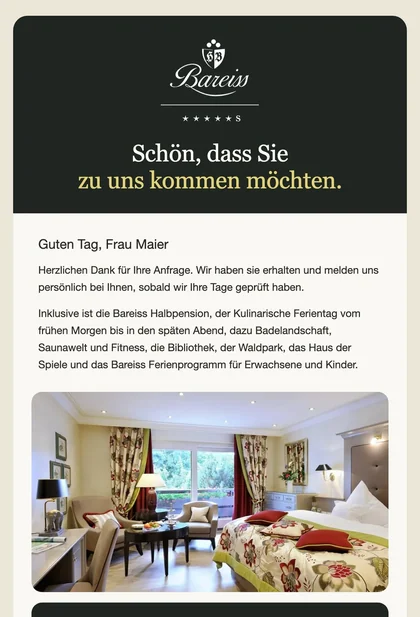 Bareiss
★★★★★S
Schön, dass Sie
zu uns kommen möchten.
Guten Tag, Frau Maier
Herzlichen Dank für Ihre Anfrage. Wir haben sie erhalten und melden uns
persönlich bei Ihnen, sobald wir Ihre Tage geprüft haben.
Inklusive ist die Bareiss Halbpension, der Kulinarische Ferientag vom
frühen Morgen bis in den späten Abend, dazu Badelandschaft,
Saunawelt und Fitness, die Bibliothek, der Waldpark, das Haus der
Spiele und das Bareiss Ferienprogramm für Erwachsene und Kinder.